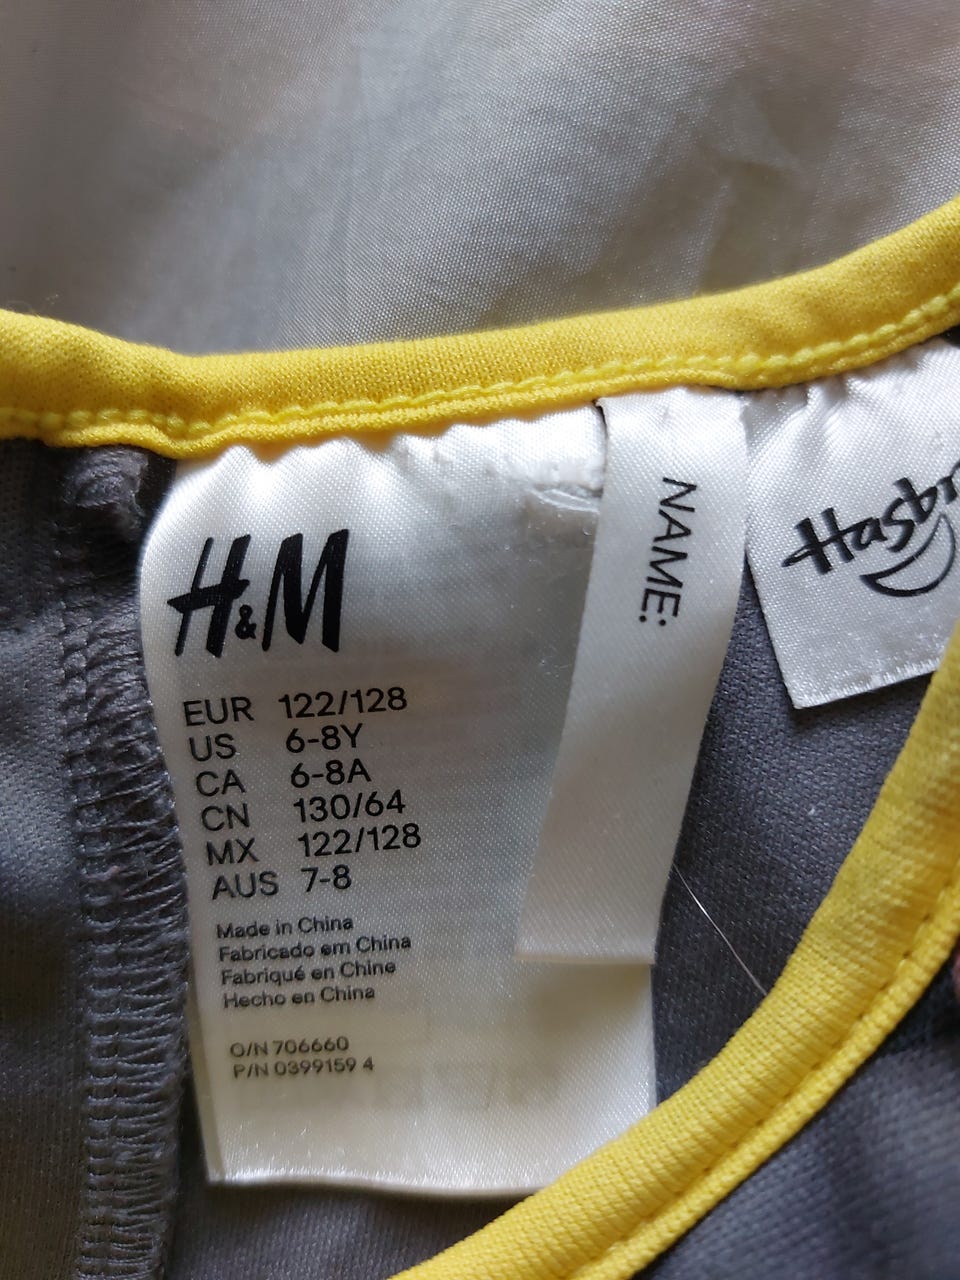 H&M
EUR 122/128
US 6-8Y
CA 6-8A
CN 130/64
MX 122/128
AUS 7-8
Made in China
Fabricado em China
Fabriqué en Chine
Hecho en China
O/N 706660
P/N 0399159 4
NAME:
Hasbr